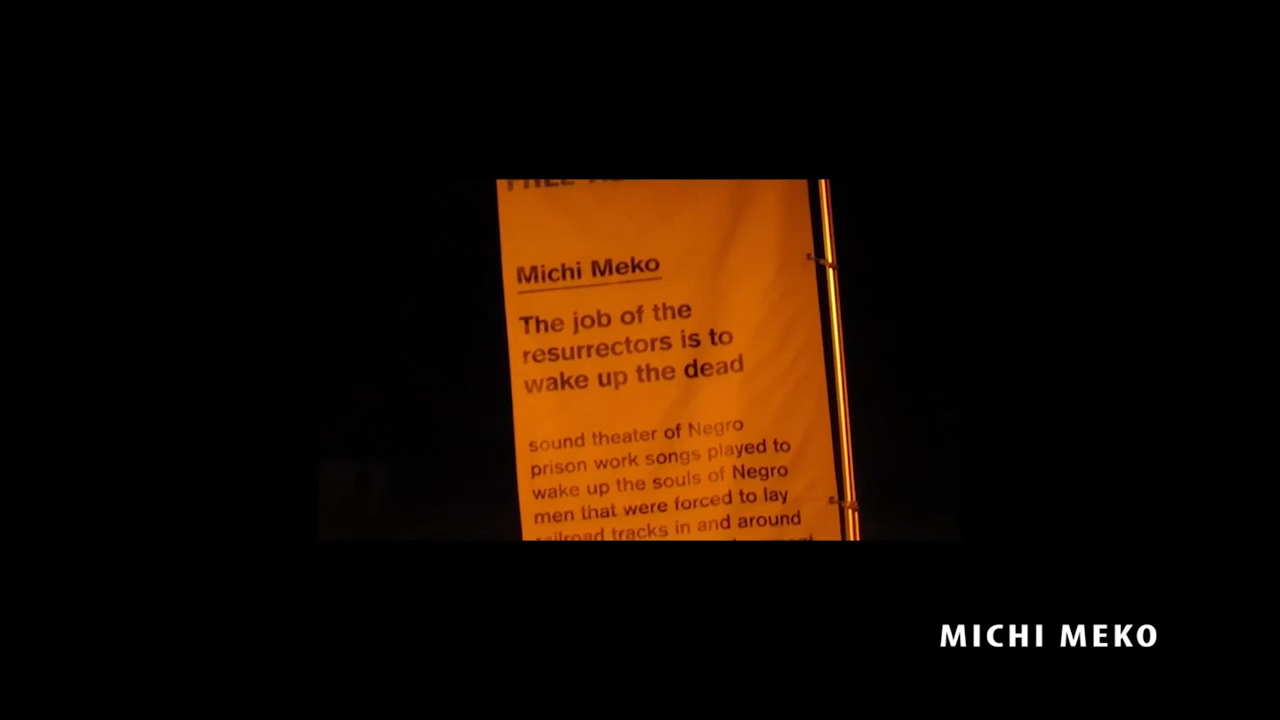 FREE
Michi Meko
The job of the
resurrectors is to
wake up the dead
sound theater of Negro
prison work songs played to
wake up the souls of Negro
men that were forced to lay
railroad tracks in and around
MICHI MEKO